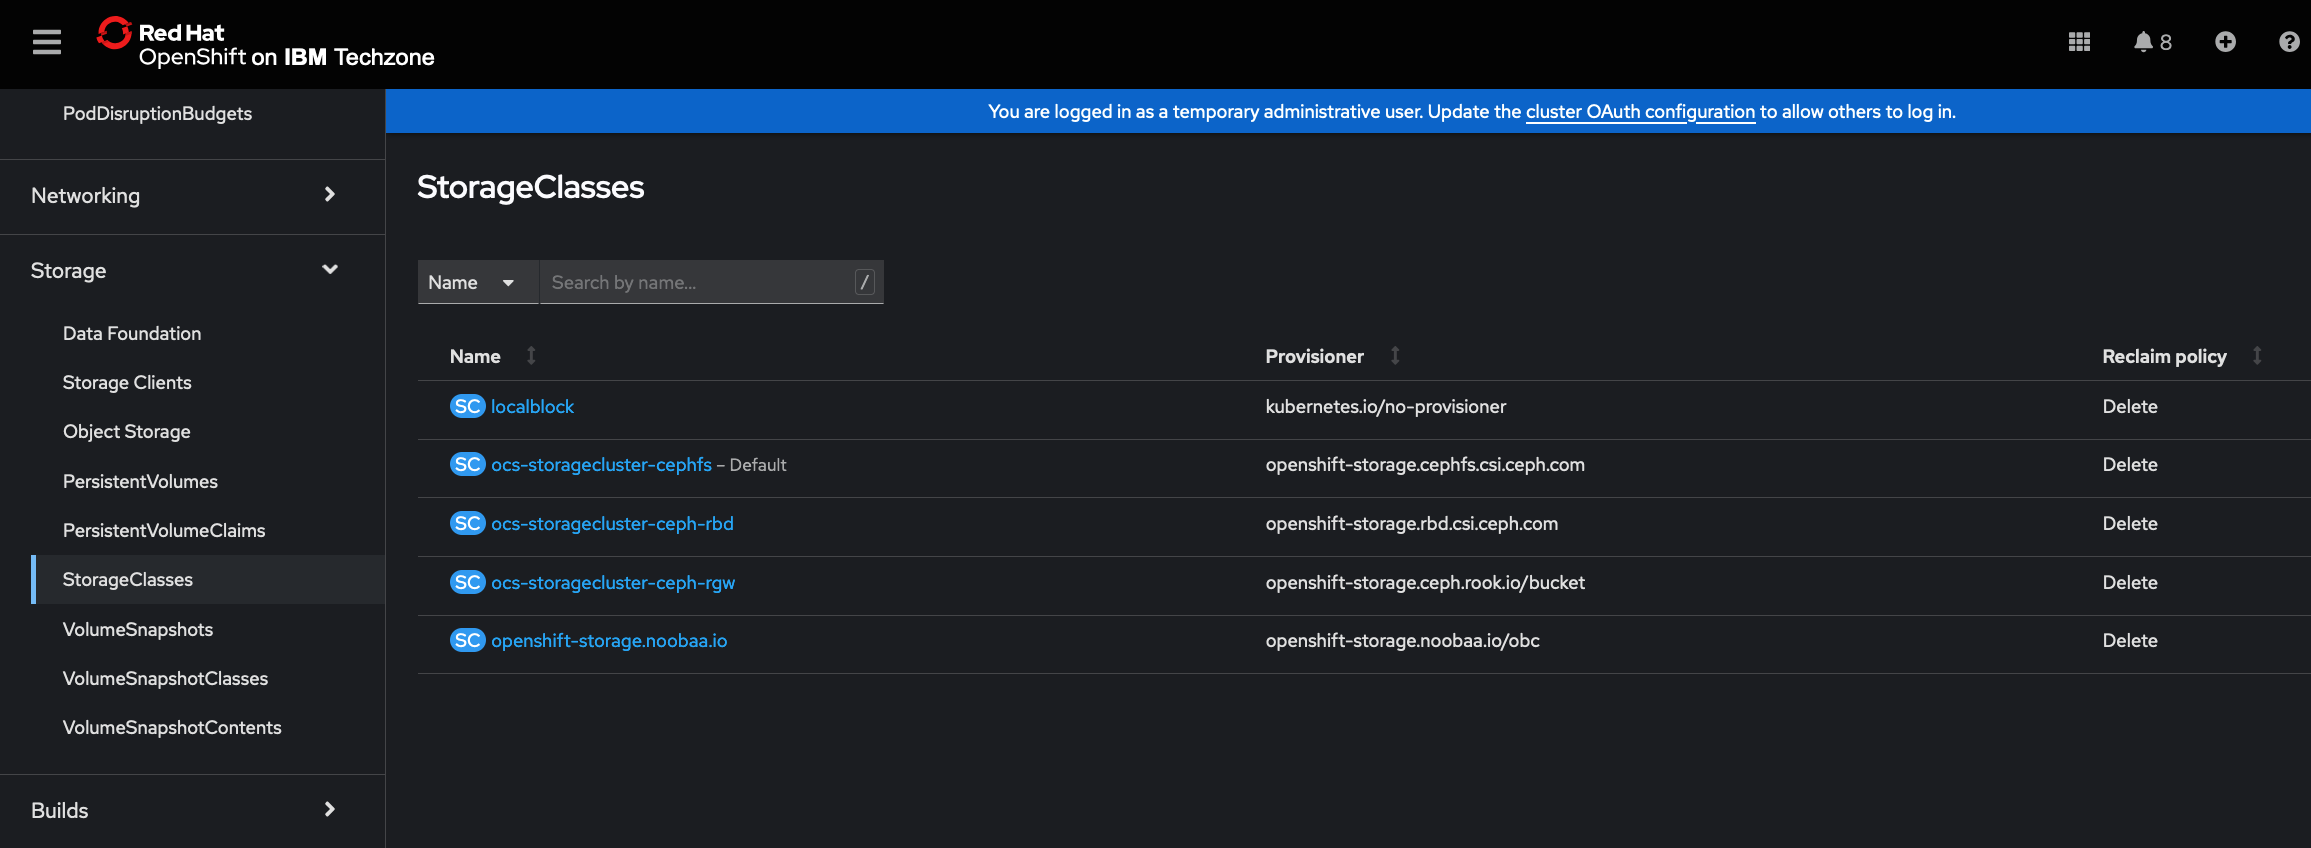 Red Hat
OpenShift on IBM Techzone
8
PodDisruptionBudgets
Networking
Storage
Data Foundation
Storage Clients
Object Storage
PersistentVolumes
PersistentVolumeClaims
StorageClasses
VolumeSnapshots
VolumeSnapshotClasses
VolumeSnapshotContents
Builds
You are logged in as a temporary administrative user. Update the cluster OAuth configuration to allow others to log in.
StorageClasses
Name Search by name... /
Name Provisioner Reclaim policy
SC localblock kubernetes.io/no-provisioner Delete
SC ocs-storagecluster-cephfs – Default openshift-storage.cephfs.csi.ceph.com Delete
SC ocs-storagecluster-ceph-rbd openshift-storage.rbd.csi.ceph.com Delete
SC ocs-storagecluster-ceph-rgw openshift-storage.ceph.rook.io/bucket Delete
SC openshift-storage.noobaa.io openshift-storage.noobaa.io/obc Delete